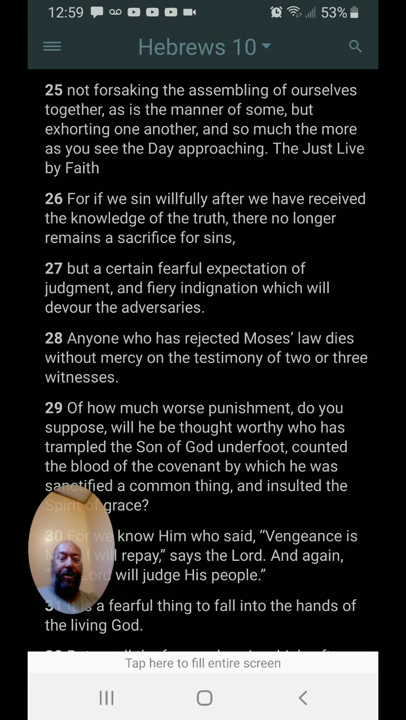 12:59
53%
Hebrews 10
25 not forsaking the assembling of ourselves
together, as is the manner of some, but
exhorting one another, and so much the more
as you see the Day approaching. The Just Live
by Faith
26 For if we sin willfully after we have received
the knowledge of the truth, there no longer
remains a sacrifice for sins,
27 but a certain fearful expectation of
judgment, and fiery indignation which will
devour the adversaries.
28 Anyone who has rejected Moses’ law dies
without mercy on the testimony of two or three
witnesses.
29 Of how much worse punishment, do you
suppose, will he be thought worthy who has
trampled the Son of God underfoot, counted
the blood of the covenant by which he was
sanctified a common thing, and insulted the
Spirit of grace?
30 For we know Him who said, “Vengeance is
I will repay,” says the Lord. And again,
Lord will judge His people.”
31 It is a fearful thing to fall into the hands of
the living God.
Tap here to fill entire screen